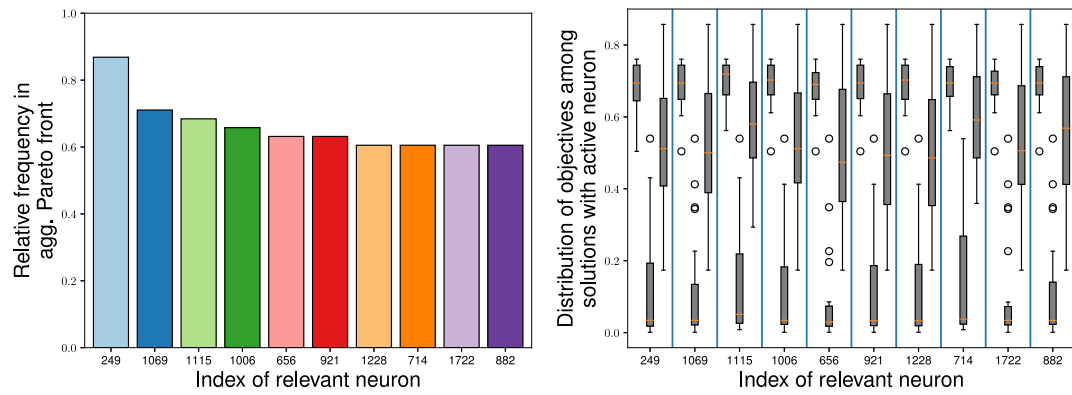 Relative frequency in
agg. Pareto front
1.0
0.8
0.6
0.4
0.2
0.0
249 1069 1115 1006 656 921 1228 714 1722 882
Index of relevant neuron
Distribution of objectives among
solutions with active neuron
0.8
0.6
0.4
0.2
0.0
249 1069 1115 1006 656 921 1228 714 1722 882
Index of relevant neuron